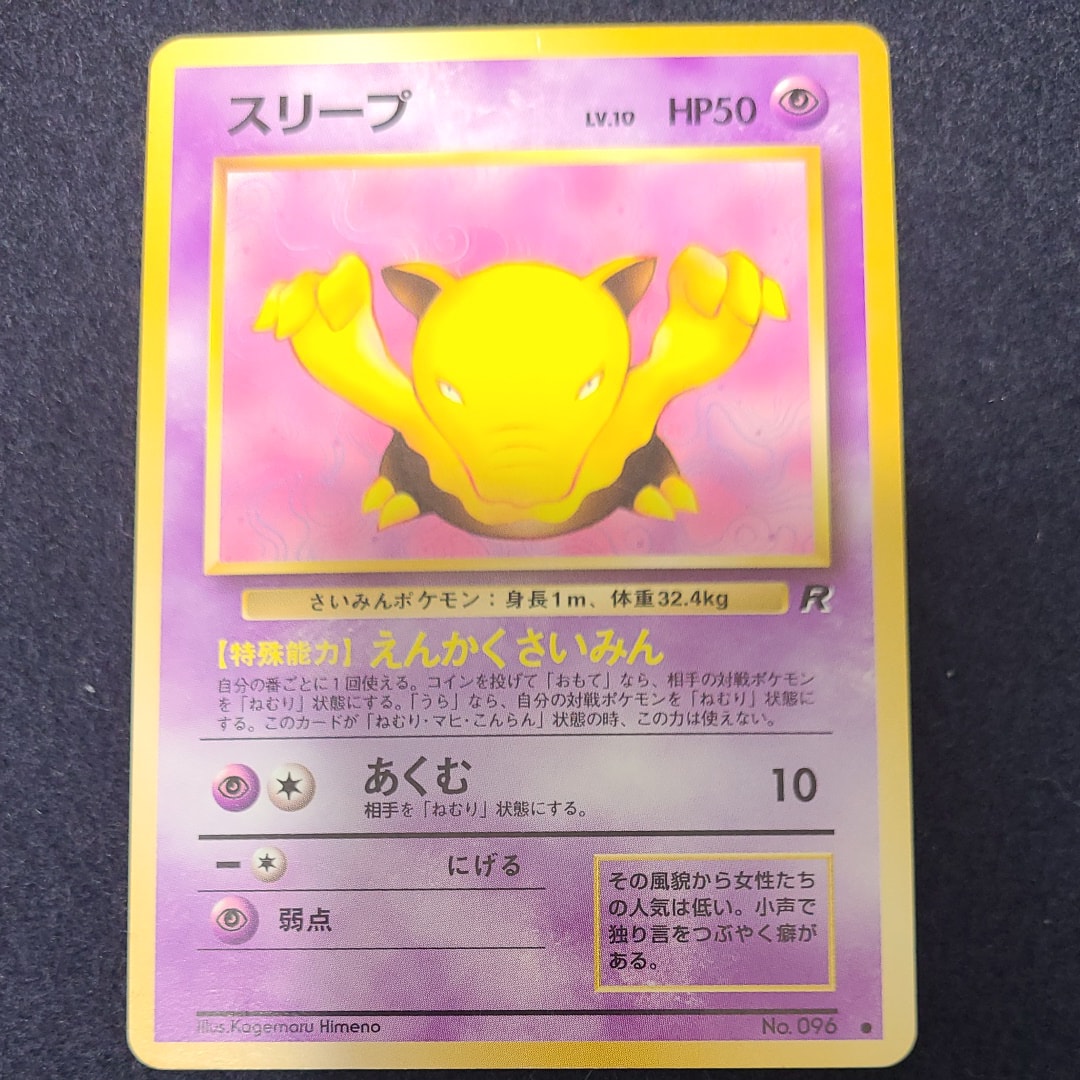 スリープ LV.10 HP50
さいみんポケモン：身長1m、体重32.4kg R
【特殊能力】えんかくさいみん
自分の番ごとに1回使える。コインを投げて「おもて」なら、相手の対戦ポケモン
を「ねむり」状態にする。「うら」なら、自分の対戦ポケモンを「ねむり」状態に
する。このカードが「ねむり・マヒ・こんらん」状態の時、この力は使えない。
あくむ 10
相手を「ねむり」状態にする。
ー にげる
弱点
その風貌から女性たち
の人気は低い。小声で
独り言をつぶやく癖が
ある。
Illus.Kagemaru Himeno No. 096 ●